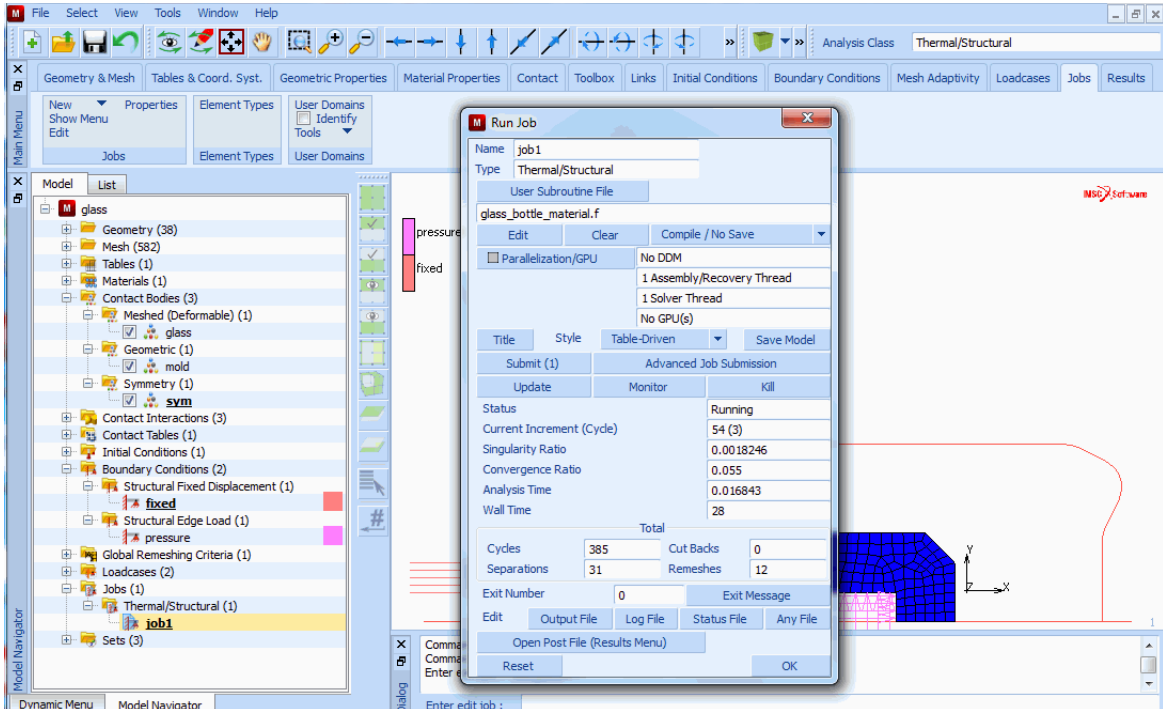 M File Select View Tools Window Help
» » Analysis Class Thermal/Structural
Geometry & Mesh Tables & Coord. Syst. Geometric Properties Material Properties Contact Toolbox Links Initial Conditions Boundary Conditions Mesh Adaptivity Loadcases Jobs Results
Main Menu
New Properties
Show Menu
Edit
Jobs
Element Types
Element Types
User Domains
Identify
Tools
User Domains
Model List
M glass
Geometry (38)
Mesh (582)
Tables (1)
Materials (1)
Contact Bodies (3)
Meshed (Deformable) (1)
glass
Geometric (1)
mold
Symmetry (1)
sym
Contact Interactions (3)
Contact Tables (1)
Initial Conditions (1)
Boundary Conditions (2)
Structural Fixed Displacement (1)
fixed
Structural Edge Load (1)
pressure
Global Remeshing Criteria (1)
Loadcases (2)
Jobs (1)
Thermal/Structural (1)
job1
Sets (3)
Model Navigator
Dynamic Menu Model Navigator
#
pressure
fixed
M Run Job X
Name job1
Type Thermal/Structural
User Subroutine File
glass_bottle_material.f
Edit Clear Compile / No Save
Parallelization/GPU No DDM
1 Assembly/Recovery Thread
1 Solver Thread
No GPU(s)
Title Style Table-Driven Save Model
Submit (1) Advanced Job Submission
Update Monitor Kill
Status Running
Current Increment (Cycle) 54 (3)
Singularity Ratio 0.0018246
Convergence Ratio 0.055
Analysis Time 0.016843
Wall Time 28
Total
Cycles 385 Cut Backs 0
Separations 31 Remeshes 12
Exit Number 0 Exit Message
Edit Output File Log File Status File Any File
Open Post File (Results Menu)
Reset OK
MSC Software
Y
Z X
1
Comma
Comma
Enter e
Enter edit job :